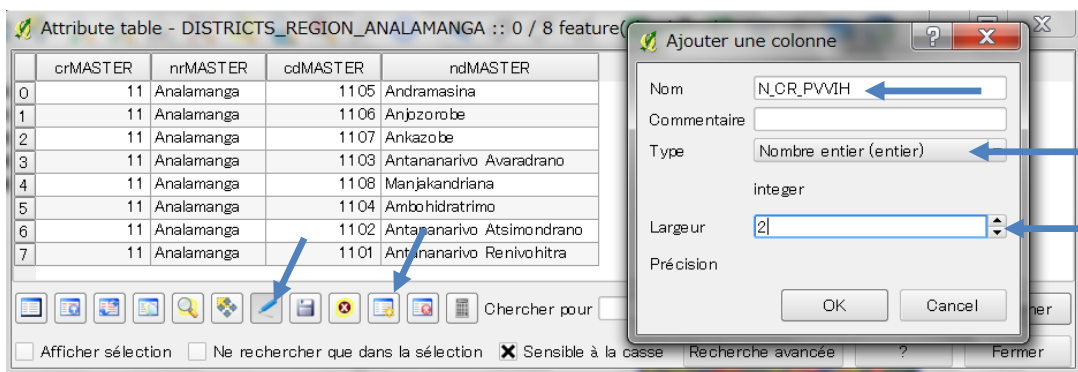 Attribute table - DISTRICTS_REGION_ANALAMANGA :: 0 / 8 feature(
crMASTER nrMASTER cdMASTER ndMASTER
0 11 Analamanga 1105 Andramasina
1 11 Analamanga 1106 Anjozorobe
2 11 Analamanga 1107 Ankazobe
3 11 Analamanga 1103 Antananarivo Avaradrano
4 11 Analamanga 1108 Manjakandriana
5 11 Analamanga 1104 Ambohidratrimo
6 11 Analamanga 1102 Antananarivo Atsimondrano
7 11 Analamanga 1101 Antananarivo Renivohitra
Chercher pour
ner
Afficher sélection Ne rechercher que dans la sélection Sensible à la casse Recherche avancée ? Fermer
Ajouter une colonne
Nom N_CR_PVVIH
Commentaire
Type Nombre entier (entier)
integer
Largeur 2
Précision
OK Cancel